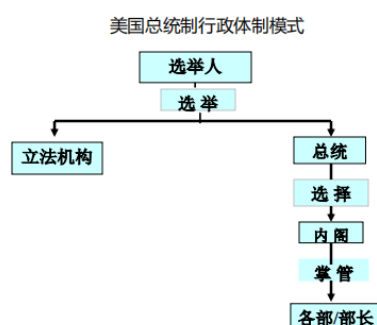 美国总统制行政体制模式
选举人
选 举
立法机构
总统
选 择
内阁
掌 管
各部/部长